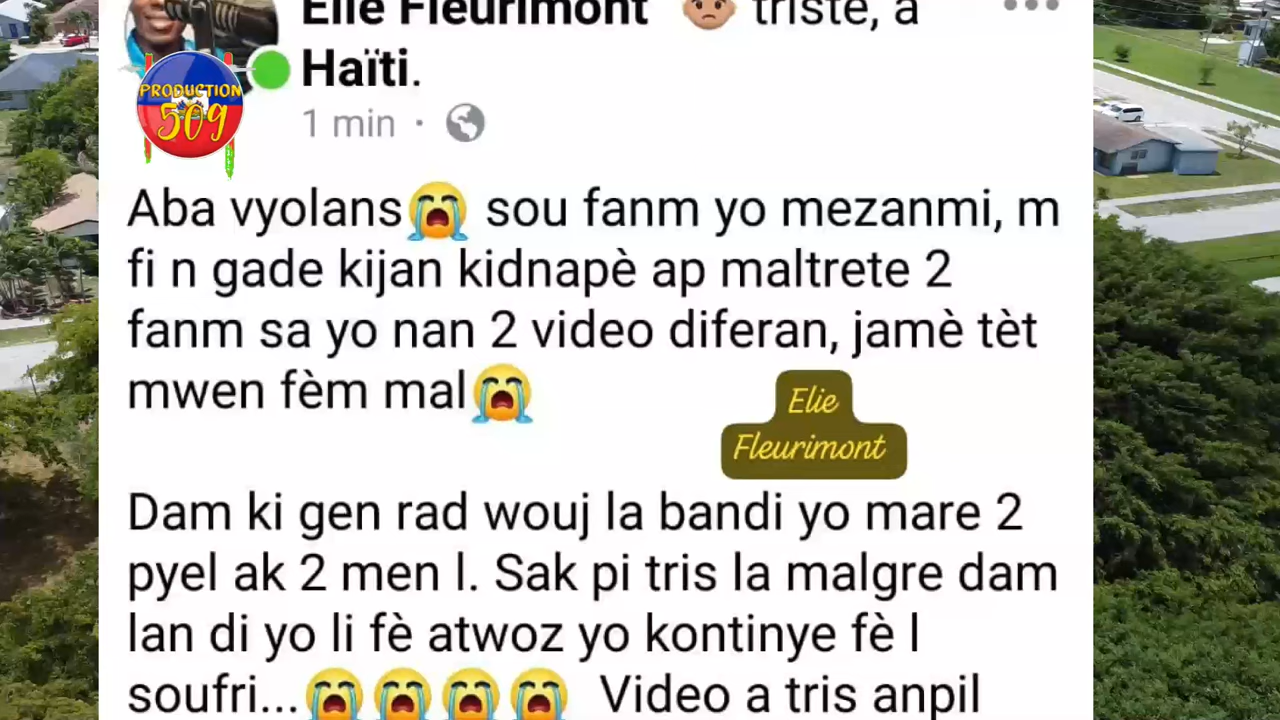 Elie Fleurimont 😞 triste, à
Haïti.
1 min ·
PRODUCTION
509
Aba vyolans😭 sou fanm yo mezanmi, m
fi n gade kijan kidnapè ap maltrete 2
fanm sa yo nan 2 video diferan, jamè tèt
mwen fèm mal😭
Elie
Fleurimont
Dam ki gen rad wouj la bandi yo mare 2
pyel ak 2 men l. Sak pi tris la malgre dam
lan di yo li fè atwoz yo kontinye fè l
soufri...😭😭😭😭 Video a tris anpil